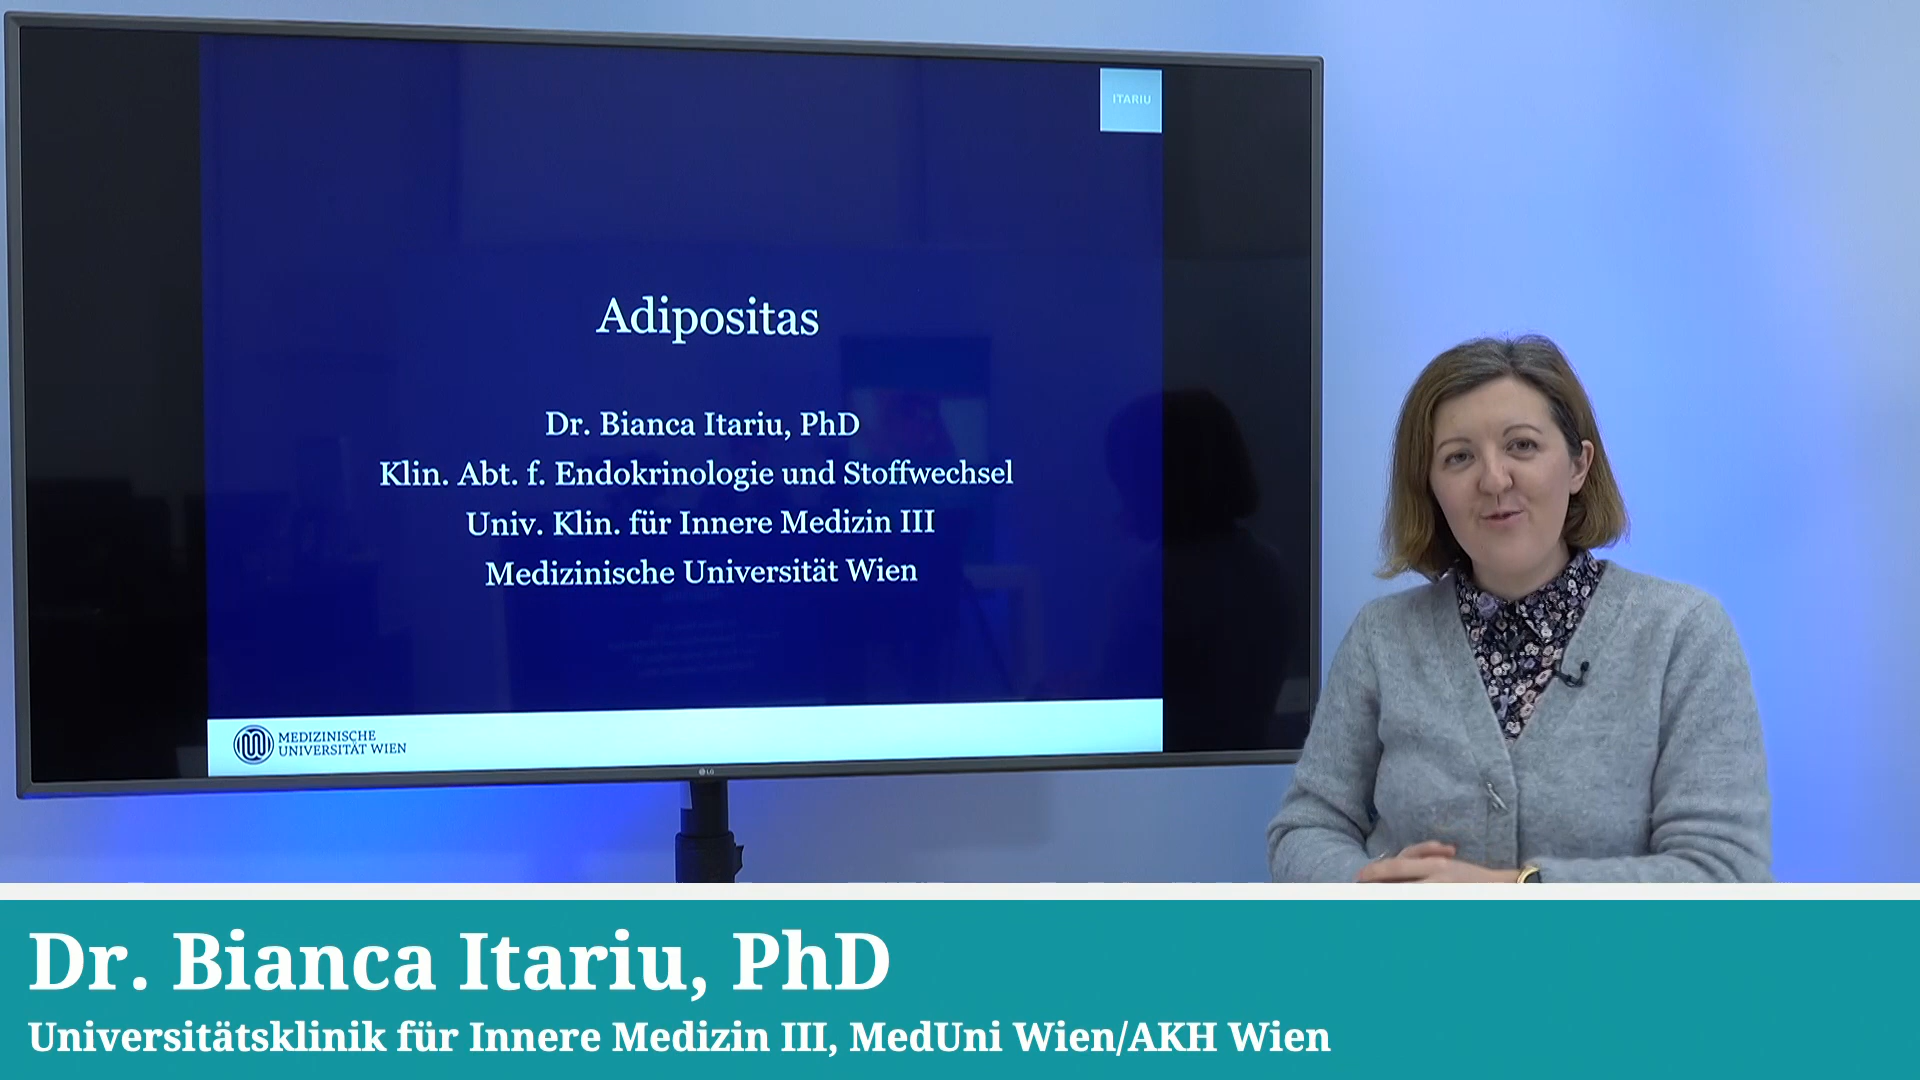 ITARIU
Adipositas
Dr. Bianca Itariu, PhD
Klin. Abt. f. Endokrinologie und Stoffwechsel
Univ. Klin. für Innere Medizin III
Medizinische Universität Wien
MEDIZINISCHE
UNIVERSITÄT WIEN
LG
Dr. Bianca Itariu, PhD
Universitätsklinik für Innere Medizin III, MedUni Wien/AKH Wien